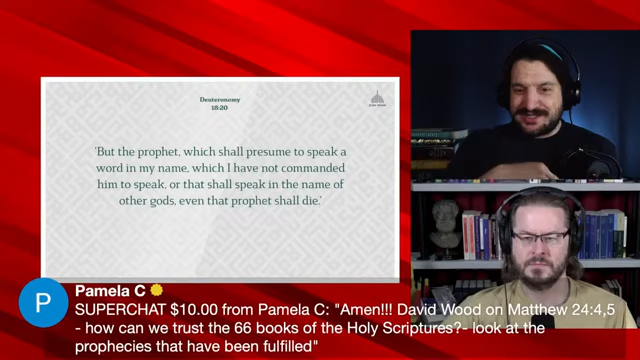 Deuteronomy
18:20
'But the prophet, which shall presume to speak a
word in my name, which I have not commanded
him to speak, or that shall speak in the name of
other gods, even that prophet shall die.'
P
Pamela C
SUPERCHAT $10.00 from Pamela C: "Amen!!! David Wood on Matthew 24:4,5
- how can we trust the 66 books of the Holy Scriptures?- look at the
prophecies that have been fulfilled"